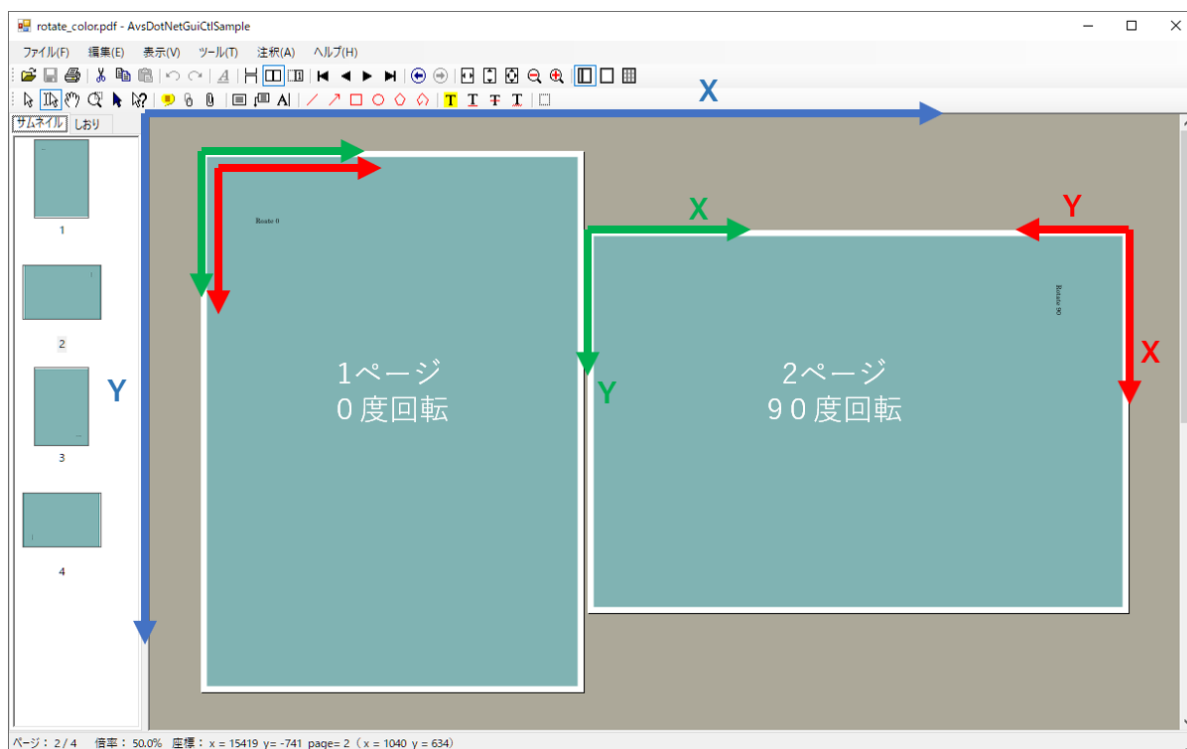 rotate_color.pdf - AvsDotNetGuiCtlSample
ファイル(F) 編集(E) 表示(V) ツール(T) 注釈(A) ヘルプ(H)
X
サムネイル しおり
Rotate 0
X
Y
Rotate 90
1
2
3
4
Y
1ページ
0度回転
Y
2ページ
90度回転
X
ページ: 2 / 4 倍率: 50.0% 座標: x = 15419 y= -741 page= 2 ( x = 1040 y = 634)